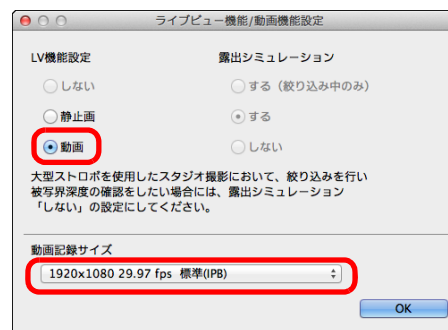 ライブビュー機能/動画機能設定
LV機能設定
露出シミュレーション
しない
する（絞り込み中のみ）
静止画
する
動画
しない
大型ストロボを使用したスタジオ撮影において、絞り込みを行い
被写界深度の確認をしたい場合には、露出シミュレーション
「しない」の設定にしてください。
動画記録サイズ
1920x1080 29.97 fps 標準(IPB)
OK